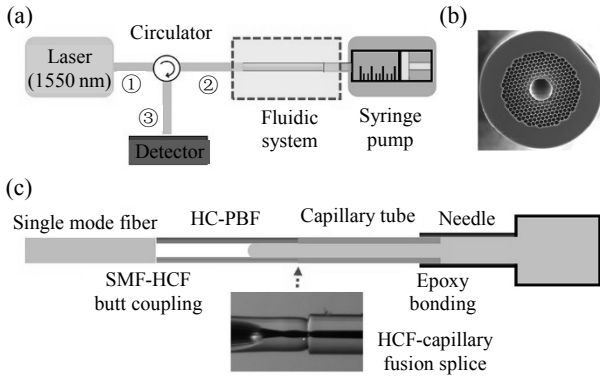 (a)
Circulator
Laser
(1550 nm)
①
②
③
Detector
Fluidic
system
Syringe
pump
(b)
(c)
Single mode fiber
HC-PBF
Capillary tube
Needle
SMF-HCF
butt coupling
Epoxy
bonding
HCF-capillary
fusion splice